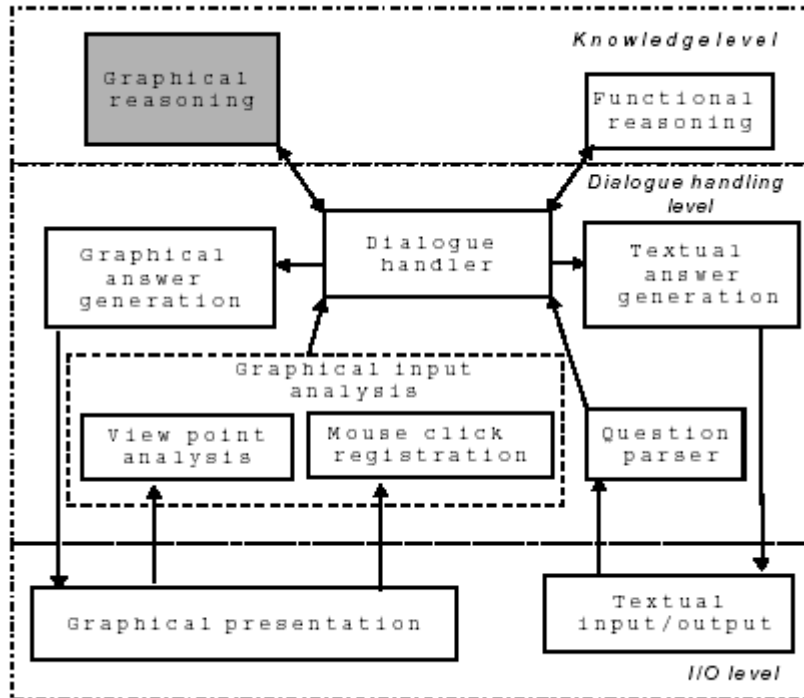 Knowledge level
Graphical
reasoning
Functional
reasoning
Dialogue handling
level
Dialogue
handler
Graphical
answer
generation
Textual
answer
generation
Graphical input
analysis
View point
analysis
Mouse click
registration
Question
parser
Graphical presentation
Textual
input/output
I/O level